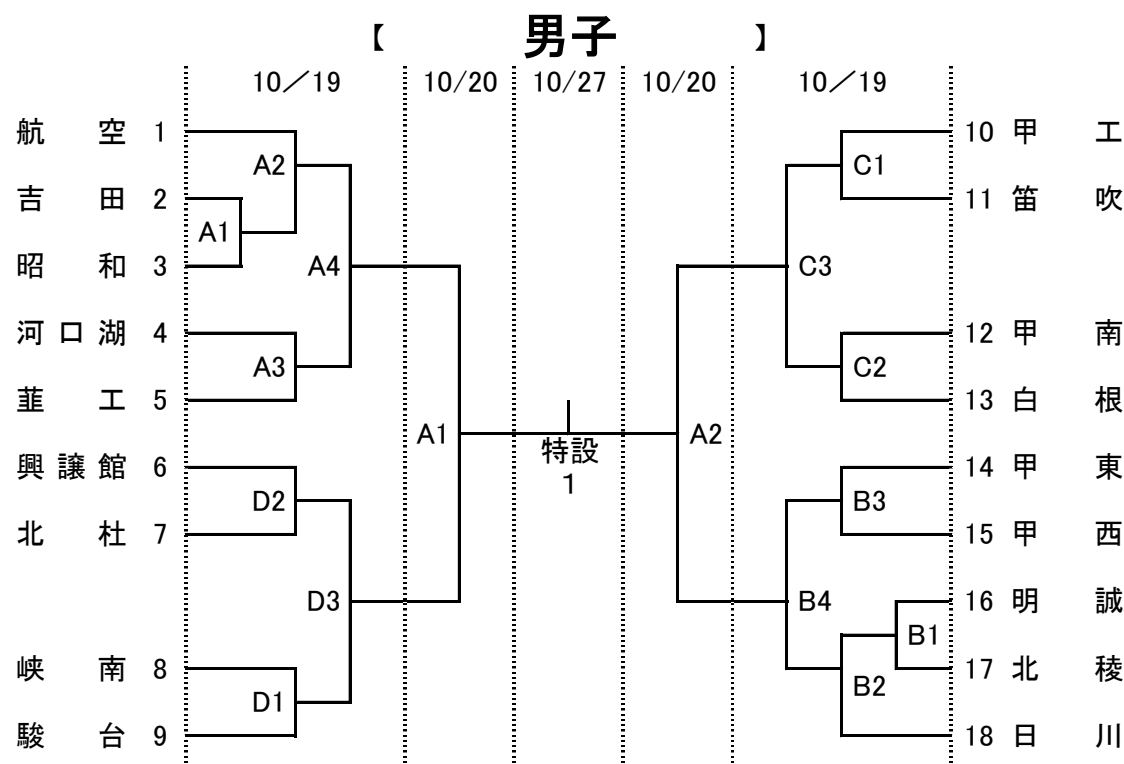 【 男子 】
10／19 10/20 10/27 10/20 10／19
航空 1
吉田 2
昭和 3
河口湖 4
韮工 5
興譲館 6
北杜 7
峡南 8
駿台 9
A2
A1
A4
A3
D2
D3
D1
A1
特設
1
A2
C1
C3
C2
B3
B4
B1
B2
10 甲工
11 笛吹
12 甲南
13 白根
14 甲東
15 甲西
16 明誠
17 北稜
18 日川